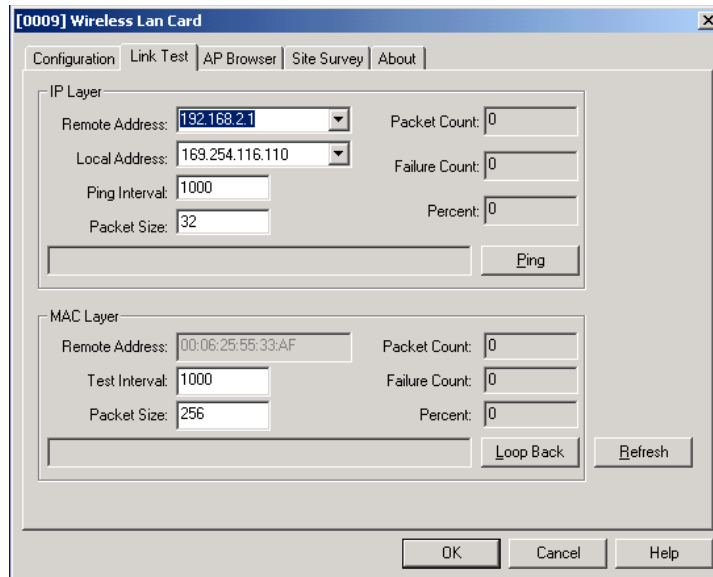 [0009] Wireless Lan Card
Configuration Link Test AP Browser Site Survey About
IP Layer
Remote Address: 192.168.2.1 Packet Count: 0
Local Address: 169.254.116.110 Failure Count: 0
Ping Interval: 1000
Percent: 0
Packet Size: 32
Ping
MAC Layer
Remote Address: 00:06:25:55:33:AF Packet Count: 0
Test Interval: 1000 Failure Count: 0
Packet Size: 256 Percent: 0
Loop Back Refresh
OK Cancel Help